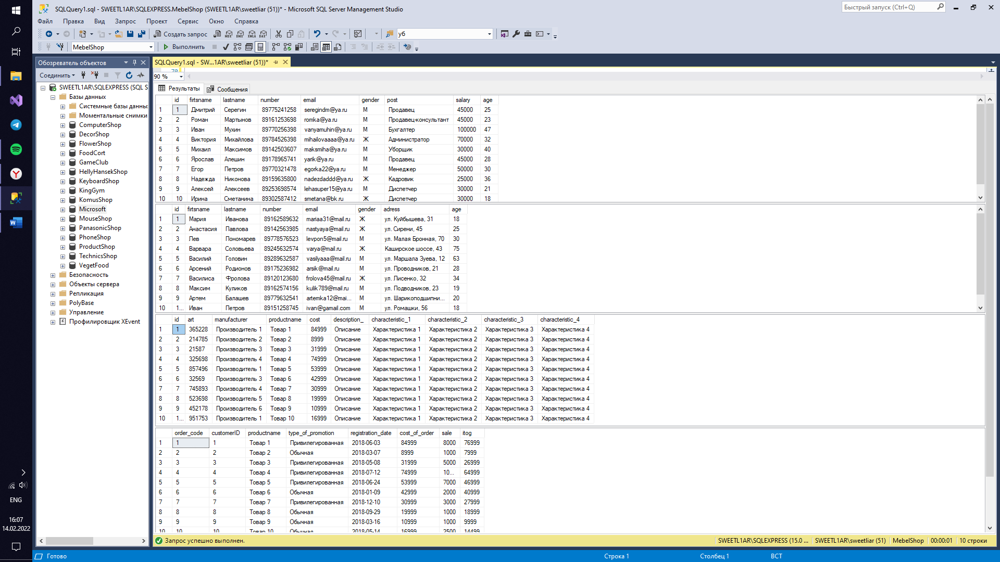 SQLQuery1.sql - SWEETL1AR\SQLEXPRESS.MebelShop (SWEETL1AR\sweetliar (51))* - Microsoft SQL Server Management Studio
Быстрый запуск (Ctrl+Q)
Файл Правка Вид Запрос Проект Сервис Окно Справка
Создать запрос MDX DMX XMLA DAX у6
MebelShop Выполнить
Обозреватель объектов
Соединить
SWEETL1AR\SQLEXPRESS (SQL S
Базы данных
Системные базы данны
Моментальные снимки
ComputerShop
DecorShop
FlowerShop
FoodCort
GameClub
HellyHansekShop
KeyboardShop
KingGym
KomusShop
Microsoft
MouseShop
PanasonicShop
PhoneShop
ProductShop
TechnicsShop
VegetFood
Безопасность
Объекты сервера
Репликация
PolyBase
Управление
Профилировщик XEvent
SQLQuery1.sql - SW...1AR\sweetliar (51))*
70
90 %
Результаты Сообщения
id firtsname lastname number email gender post salary age
1 1 Дмитрий Серегин 89775241258 seregindm@ya.ru М Продавец 45000 25
2 2 Роман Мартынов 89161253698 romka@ya.ru М Продавец-консультант 45000 23
3 3 Иван Мухин 89770256398 vanyamuhin@ya.ru М Бухгалтер 100000 47
4 4 Виктория Михайлова 89784526398 mihailovaaaa@ya.ru Ж Администратор 70000 32
5 5 Михаил Максимов 89142503607 maksmiha@ya.ru М Уборщик 30000 40
6 6 Ярослав Алешин 89178965741 yarik@ya.ru М Продавец 45000 28
7 7 Егор Петров 89770321478 egorka22@ya.ru М Менеджер 50000 30
8 8 Надежда Никонова 89159635800 nadezdaddd@ya.ru Ж Кадровик 25000 36
9 9 Алексей Алексеев 89253698574 lehasuper15@ya.ru М Диспетчер 30000 21
10 10 Ирина Сметанина 89302587412 smetana@bk.ru Ж Диспетчер 30000 18
id firtsname lastname number email gender adress age
1 1 Мария Иванова 89162589632 mariaa31@mail.ru Ж ул. Куйбышева, 31 18
2 2 Анастасия Павлова 89142563985 nastyaya@mail.ru Ж ул. Сирени, 45 25
3 3 Лев Пономарев 89778576523 levpon5@mail.ru М ул. Малая Бронная, 70 30
4 4 Варвара Соловьева 89245632574 varya@mail.ru Ж Каширское шоссе, 43 75
5 5 Василий Головин 89289632587 vasilyaaa@mail.ru М ул. Маршала Зуева, 12 63
6 6 Арсений Родионов 89175236982 arsik@mail.ru М ул. Проводников, 21 28
7 7 Василиса Фролова 89120123680 frolova45@mail.ru Ж ул. Лисенко, 32 34
8 8 Максим Куликов 89162574156 kulik789@mail.ru М ул. Подводников, 23 19
9 9 Артем Балашев 89779632541 artemka12@mai... М ул. Шарикоподшипни... 20
10 1... Иван Петров 89151258745 ivan@gamail.com М ул. Ромашки, 56 18
id art manufacturer productname cost description_ characteristic_1 characteristic_2 characteristic_3 characteristic_4
1 1 365228 Производитель 1 Товар 1 84999 Описание Характеристика 1 Характеристика 2 Характеристика 3 Характеристика 4
2 2 214785 Производитель 2 Товар 2 8999 Описание Характеристика 1 Характеристика 2 Характеристика 3 Характеристика 4
3 3 21587 Производитель 3 Товар 3 31999 Описание Характеристика 1 Характеристика 2 Характеристика 3 Характеристика 4
4 4 325698 Производитель 4 Товар 4 74999 Описание Характеристика 1 Характеристика 2 Характеристика 3 Характеристика 4
5 5 857496 Производитель 1 Товар 5 53999 Описание Характеристика 1 Характеристика 2 Характеристика 3 Характеристика 4
6 6 32569 Производитель 3 Товар 6 42999 Описание Характеристика 1 Характеристика 2 Характеристика 3 Характеристика 4
7 7 745893 Производитель 4 Товар 7 30999 Описание Характеристика 1 Характеристика 2 Характеристика 3 Характеристика 4
8 8 523698 Производитель 5 Товар 8 19999 Описание Характеристика 1 Характеристика 2 Характеристика 3 Характеристика 4
9 9 452178 Производитель 6 Товар 9 10999 Описание Характеристика 1 Характеристика 2 Характеристика 3 Характеристика 4
10 1... 951753 Производитель 1 Товар 10 16999 Описание Характеристика 1 Характеристика 2 Характеристика 3 Характеристика 4
order_code customerID productname type_of_promotion registration_date cost_of_order sale itog
1 1 1 Товар 1 Привилегированная 2018-06-03 84999 8000 76999
2 2 2 Товар 2 Обычная 2018-03-07 8999 1000 7999
3 3 3 Товар 3 Привилегированная 2018-05-08 31999 5000 26999
4 4 4 Товар 4 Привилегированная 2018-07-12 74999 10... 64999
5 5 5 Товар 5 Привилегированная 2018-06-24 53999 7000 46999
6 6 6 Товар 6 Обычная 2018-01-09 42999 2000 40999
7 7 7 Товар 7 Привилегированная 2018-12-10 30999 3000 27999
8 8 8 Товар 8 Обычная 2018-09-29 19999 1000 18999
9 9 9 Товар 9 Обычная 2018-03-16 10999 1000 9999
10 10 10 Товар 10 Обычная 2018-05-14 16999 2500 14499
Запрос успешно выполнен. SWEETL1AR\SQLEXPRESS (15.0 ... SWEETL1AR\sweetliar (51) MebelShop 00:00:01 10 строки
Готово Строка 1 Столбец 1 ВСТ
ENG
16:07
14.02.2022